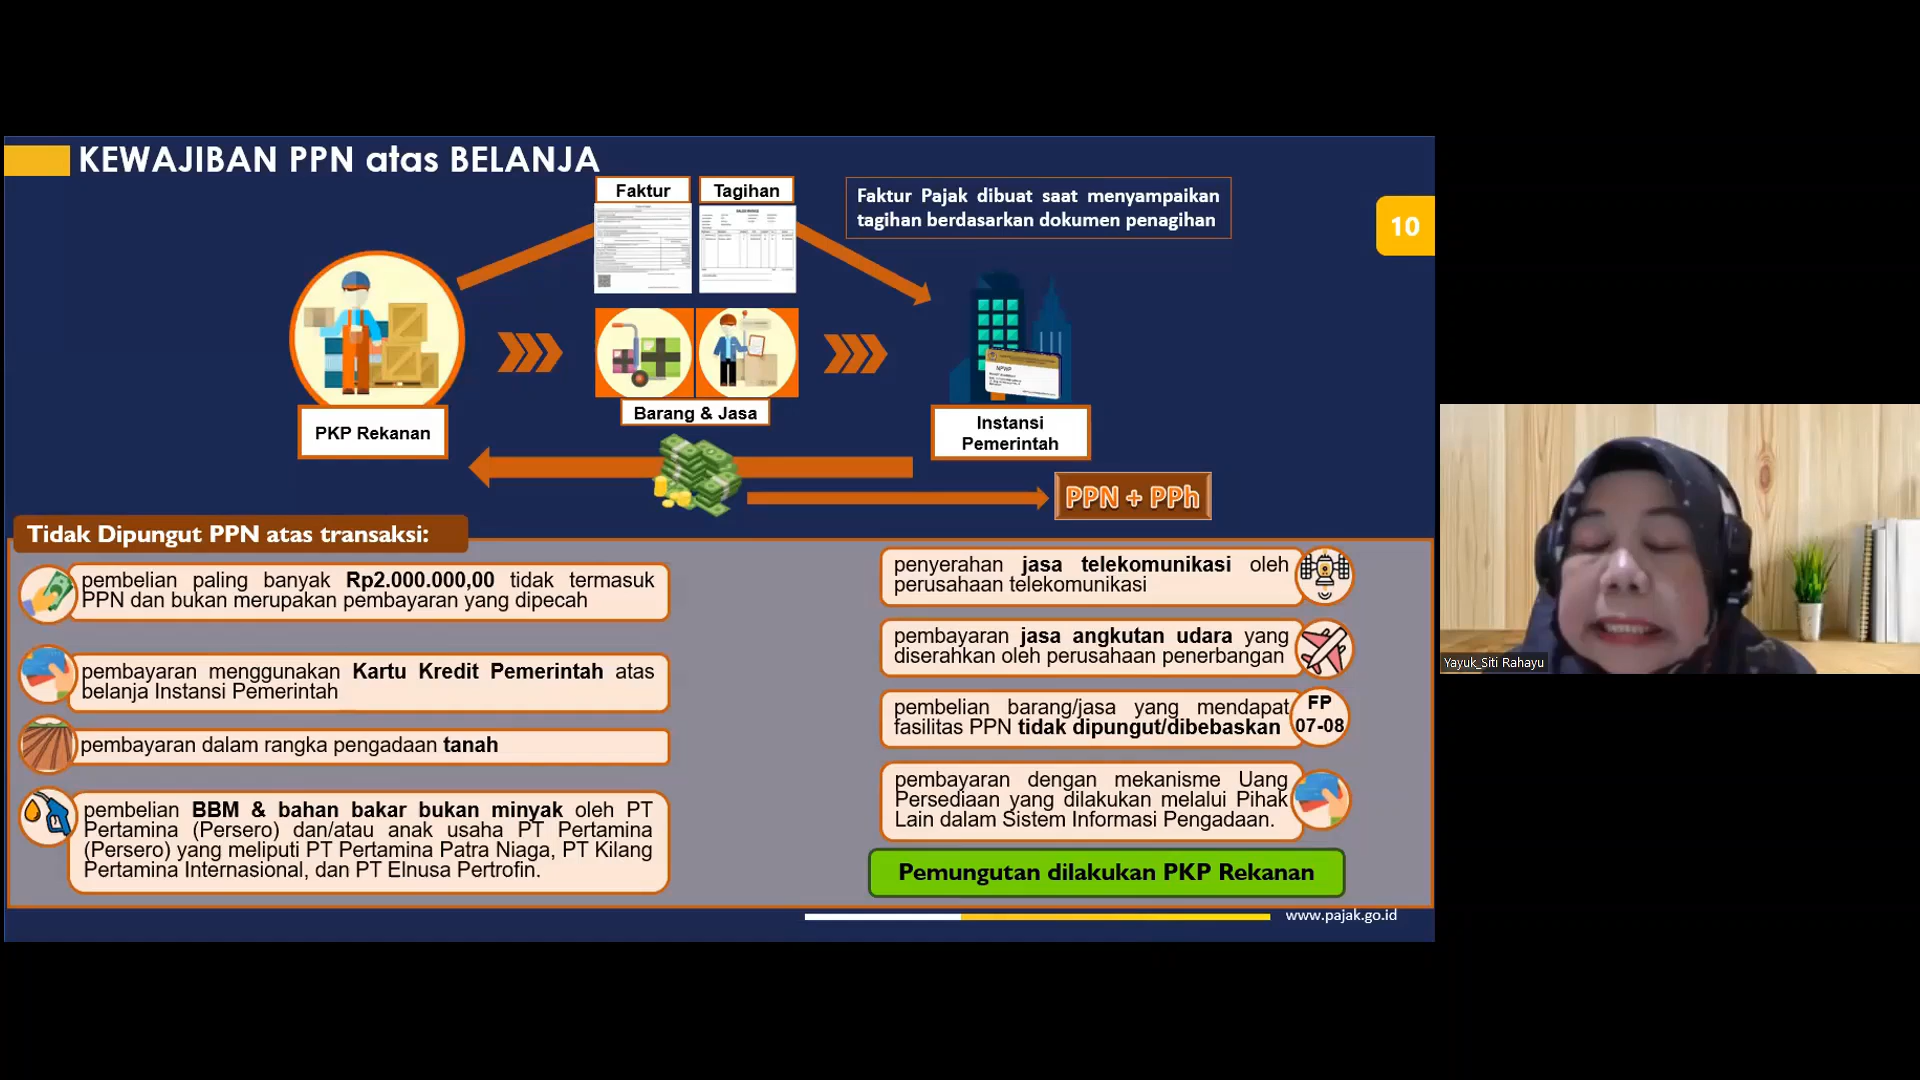 KEWAJIBAN PPN atas BELANJA
Faktur
Tagihan
Faktur Pajak dibuat saat menyampaikan
tagihan berdasarkan dokumen penagihan
10
NPWP
PKP Rekanan
Barang & Jasa
Instansi
Pemerintah
PPN + PPh
Tidak Dipungut PPN atas transaksi:
pembelian paling banyak Rp2.000.000,00 tidak termasuk
PPN dan bukan merupakan pembayaran yang dipecah
pembayaran menggunakan Kartu Kredit Pemerintah atas
belanja Instansi Pemerintah
pembayaran dalam rangka pengadaan tanah
pembelian BBM & bahan bakar bukan minyak oleh PT
Pertamina (Persero) dan/atau anak usaha PT Pertamina
(Persero) yang meliputi PT Pertamina Patra Niaga, PT Kilang
Pertamina Internasional, dan PT Elnusa Pertrofin.
penyerahan jasa telekomunikasi oleh
perusahaan telekomunikasi
pembayaran jasa angkutan udara yang
diserahkan oleh perusahaan penerbangan
pembelian barang/jasa yang mendapat
fasilitas PPN tidak dipungut/dibebaskan
FP
07-08
pembayaran dengan mekanisme Uang
Persediaan yang dilakukan melalui Pihak
Lain dalam Sistem Informasi Pengadaan.
Pemungutan dilakukan PKP Rekanan
www.pajak.go.id
Yayuk_Siti Rahayu